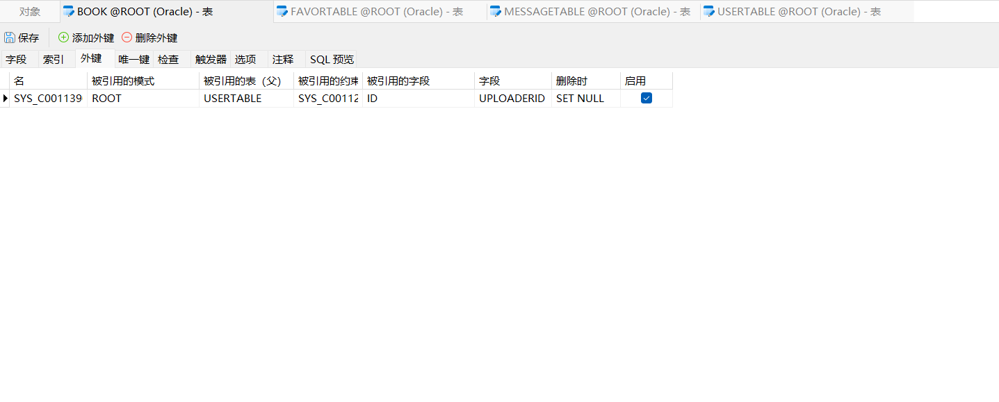 对象 BOOK @ROOT (Oracle) - 表 FAVORTABLE @ROOT (Oracle) - 表 MESSAGETABLE @ROOT (Oracle) - 表 USERTABLE @ROOT (Oracle) - 表
保存 添加外键 删除外键
字段 索引 外键 唯一键 检查 触发器 选项 注释 SQL 预览
名 被引用的模式 被引用的表（父） 被引用的约束 被引用的字段 字段 删除时 启用
SYS_C001139 ROOT USERTABLE SYS_C00112 ID UPLOADERID SET NULL